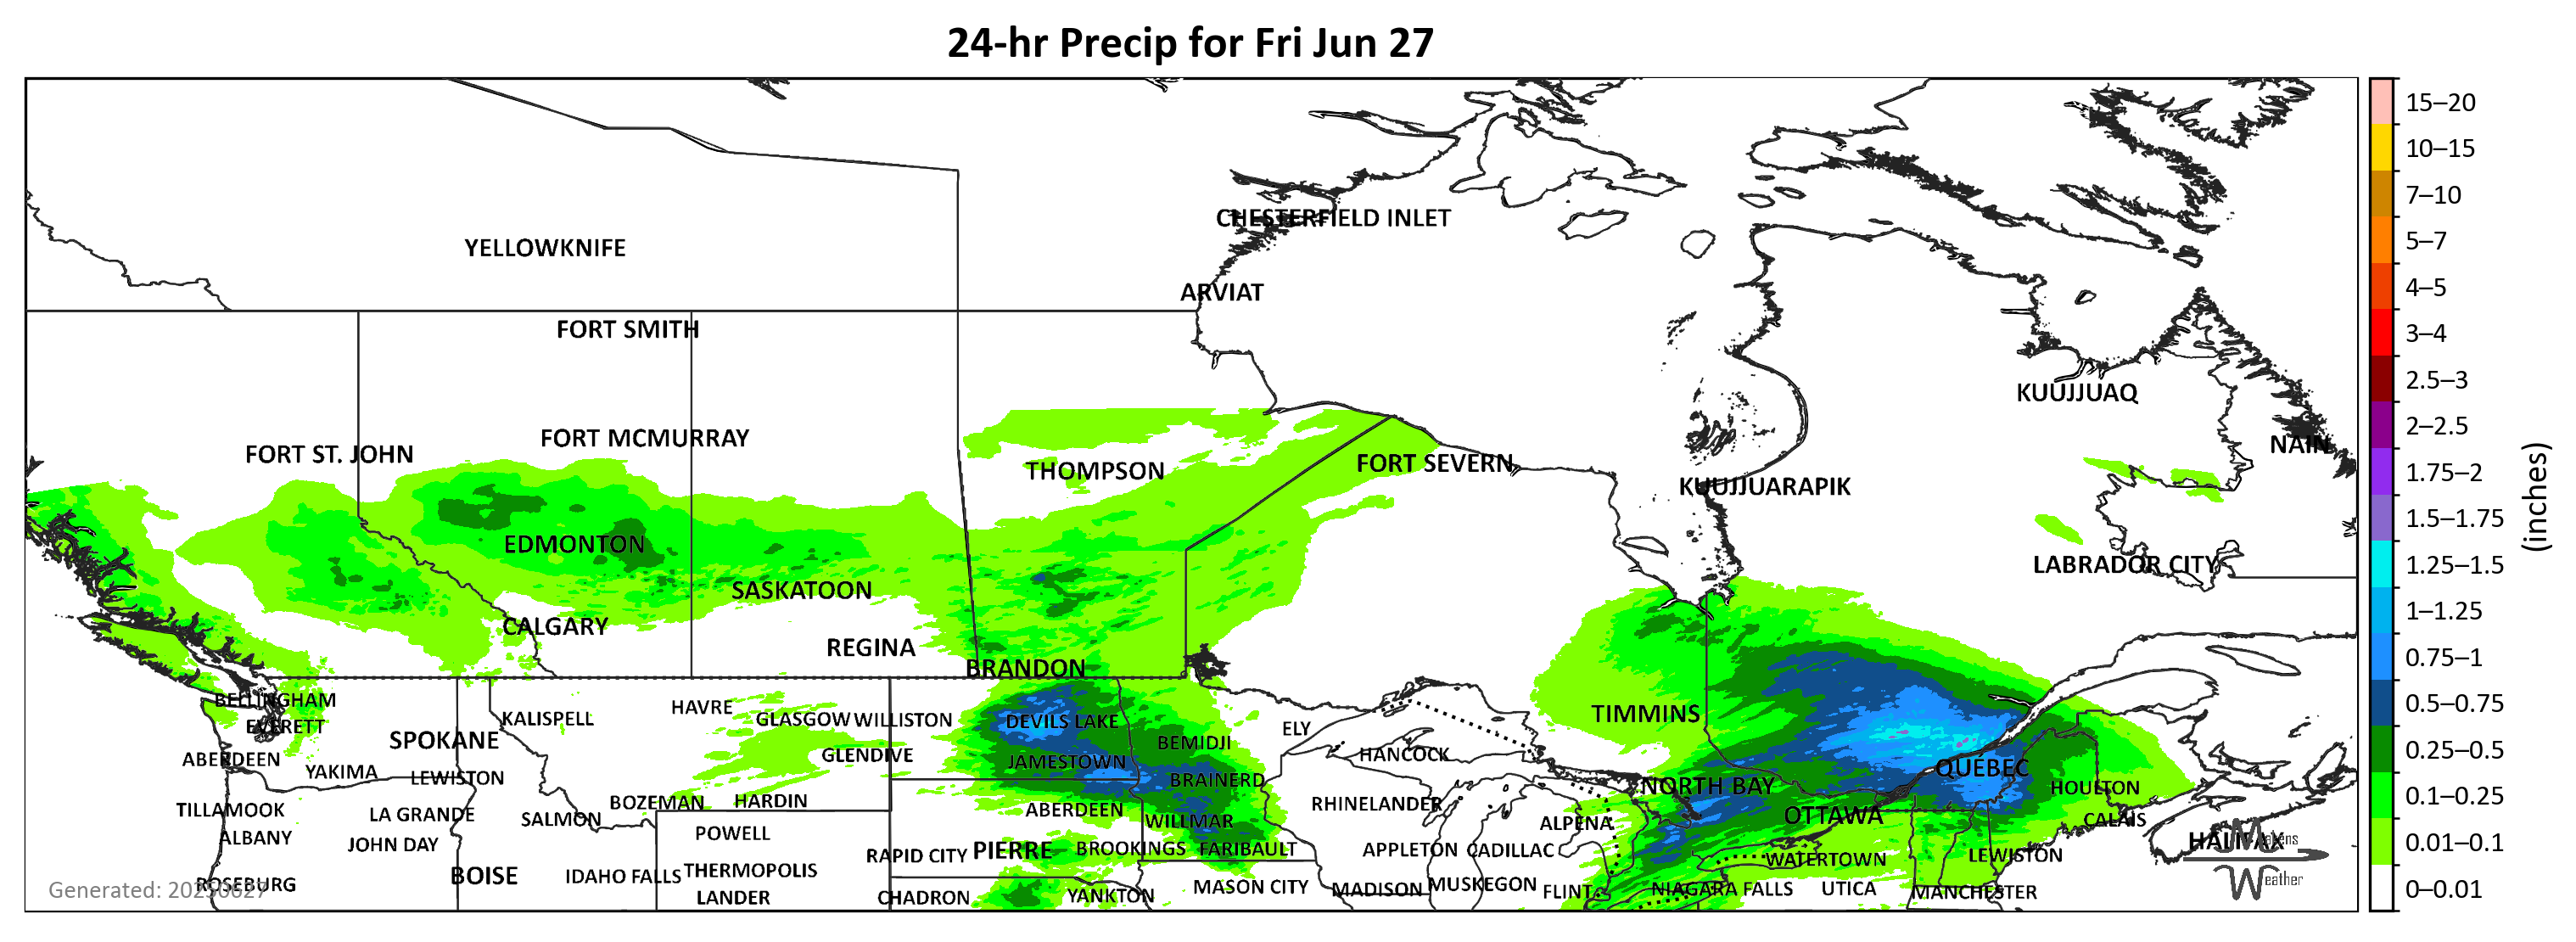 24-hr Precip for Fri Jun 27
15–20
10–15
7–10
5–7
4–5
3–4
2.5–3
2–2.5
1.75–2
1.5–1.75
1.25–1.5
1–1.25
0.75–1
0.5–0.75
0.25–0.5
0.1–0.25
0.01–0.1
0–0.01
(inches)
CHESTERFIELD INLET
YELLOWKNIFE
ARVIAT
FORT SMITH
KUUJJUAQ
FORT MCMURRAY
NAIN
FORT ST. JOHN
FORT SEVERN
THOMPSON
KUUJJUARAPIK
EDMONTON
LABRADOR CITY
SASKATOON
CALGARY
REGINA
BRANDON
BELLINGHAM
HAVRE
TIMMINS
KALISPELL
GLASGOW WILLISTON
DEVILS LAKE
EVERETT
ELY
SPOKANE
BEMIDJI
GLENDIVE
HANCOCK
ABERDEEN
JAMESTOWN
QUÉBEC
YAKIMA
LEWISTON
BRAINERD
NORTH BAY
HOULTON
BOZEMAN
HARDIN
RHINELANDER
TILLAMOOK
LA GRANDE
ABERDEEN
OTTAWA
SALMON
WILLMAR
ALPENA
CALAIS
ALBANY
POWELL
HALIFAX
JOHN DAY
RAPID CITY
PIERRE
BROOKINGS
FARIBAULT
APPLETON
CADILLAC
LEWISTON
WATERTOWN
BOISE
IDAHO FALLS
THERMOPOLIS
ROSEBURG
MASON CITY
MADISON
MUSKEGON
FLINT
NIAGARA FALLS
UTICA
MANCHESTER
LANDER
CHADRON
YANKTON
Generated: 20250627
Weather